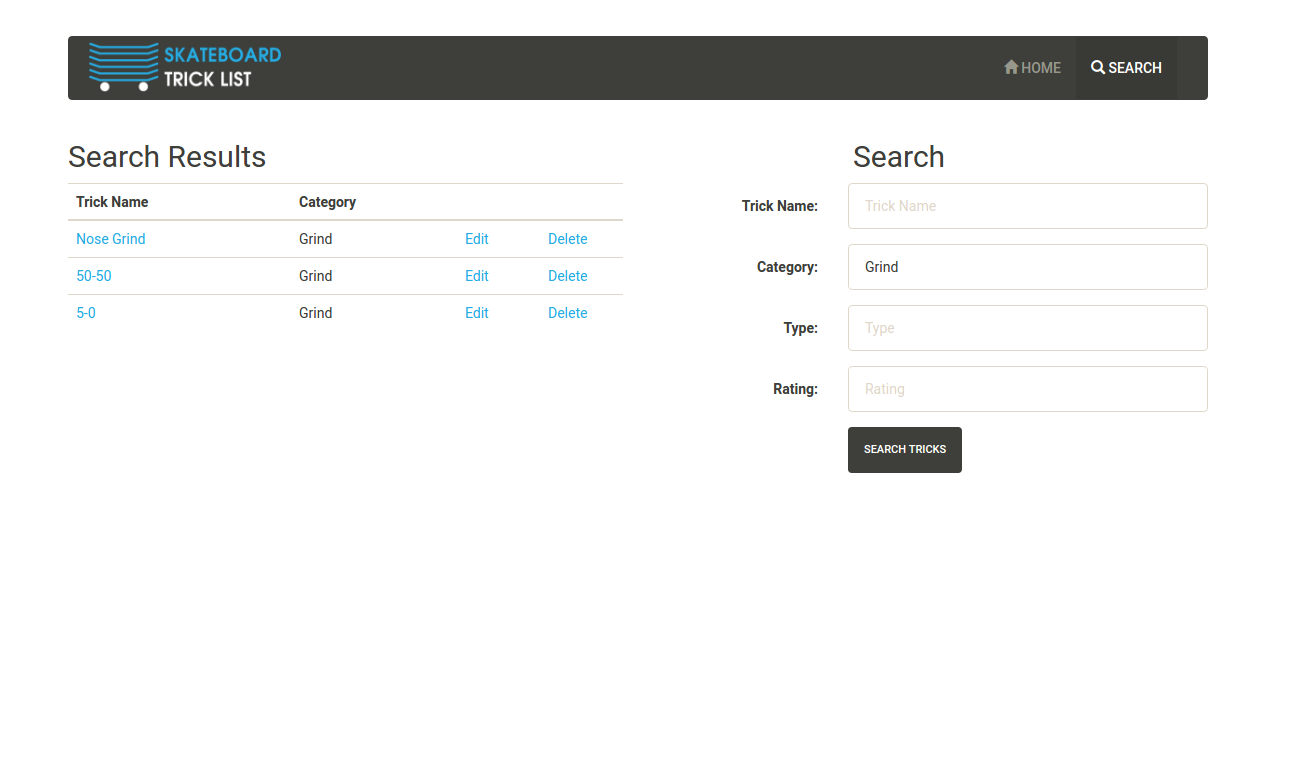 SKATEBOARD
TRICK LIST
HOME SEARCH
Search Results
Trick Name Category
Nose Grind Grind Edit Delete
50-50 Grind Edit Delete
5-0 Grind Edit Delete
Search
Trick Name: Trick Name
Category: Grind
Type: Type
Rating: Rating
SEARCH TRICKS